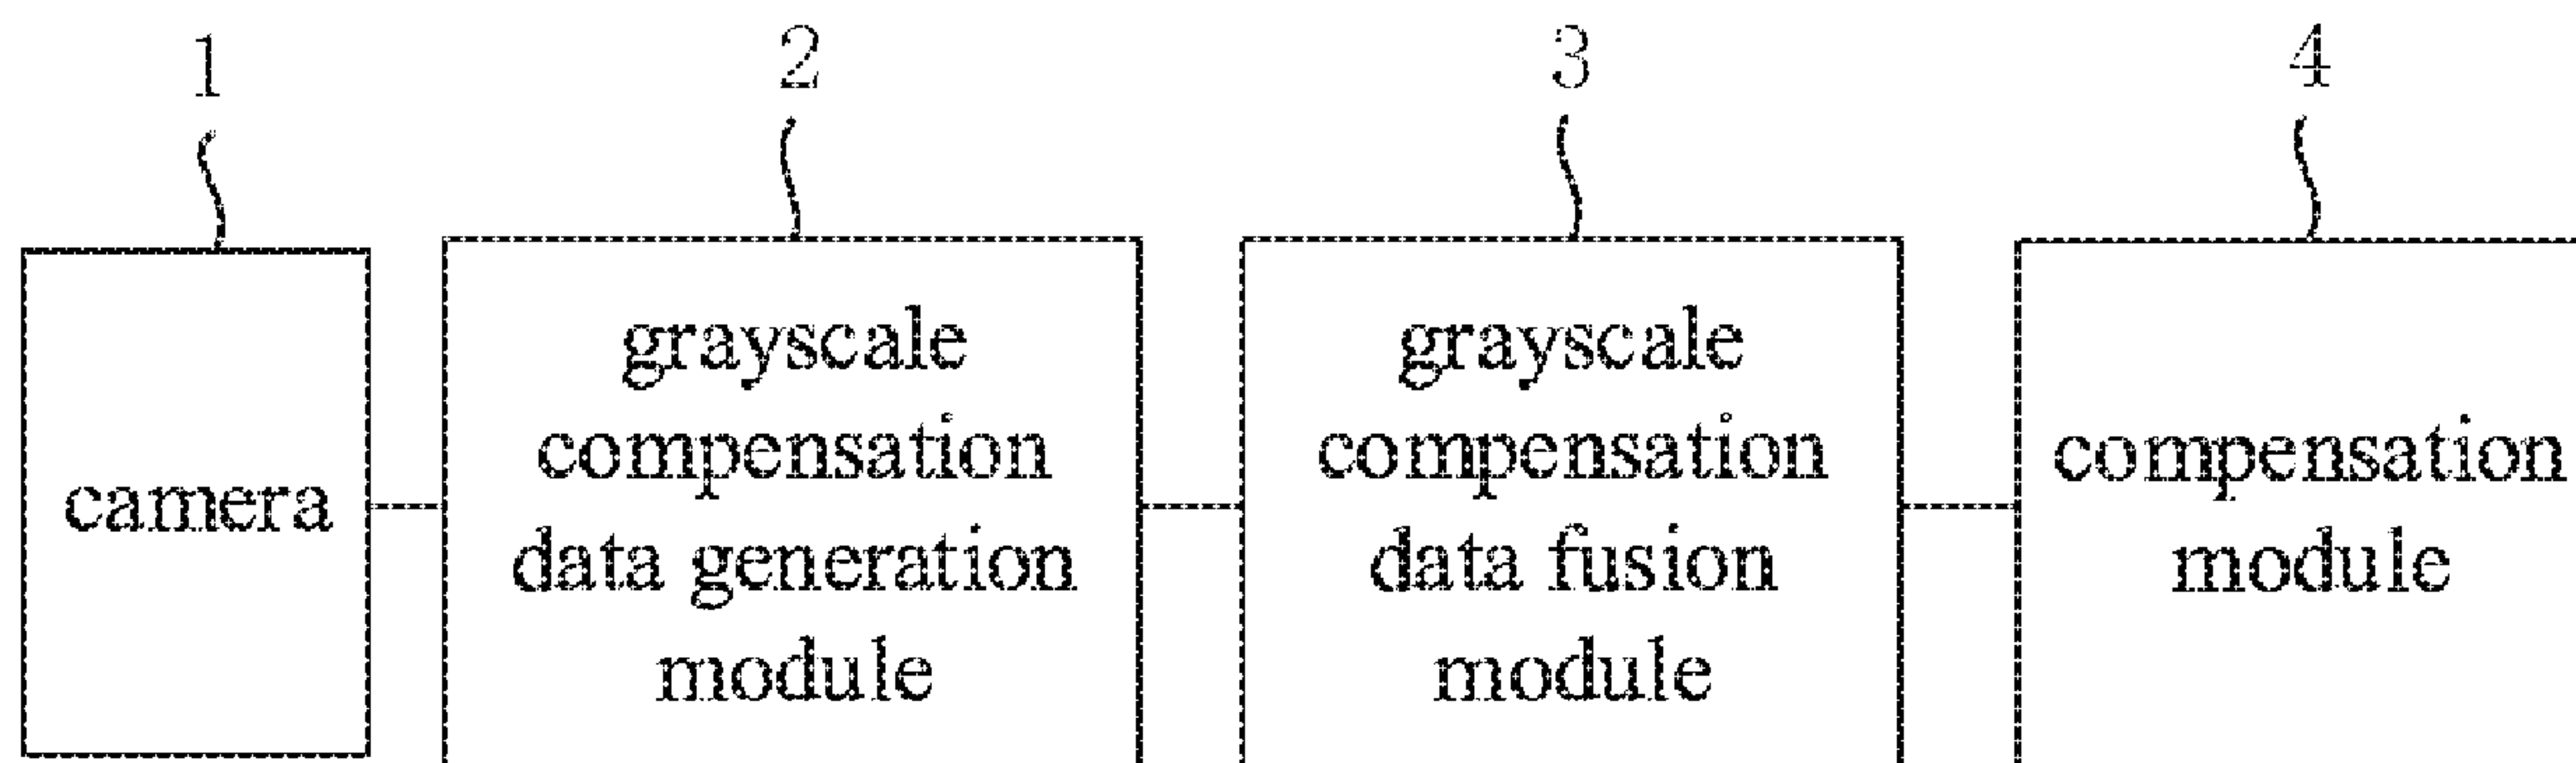 1 2 3 4
camera
grayscale
compensation
data generation
module
grayscale
compensation
data fusion
module
compensation
module